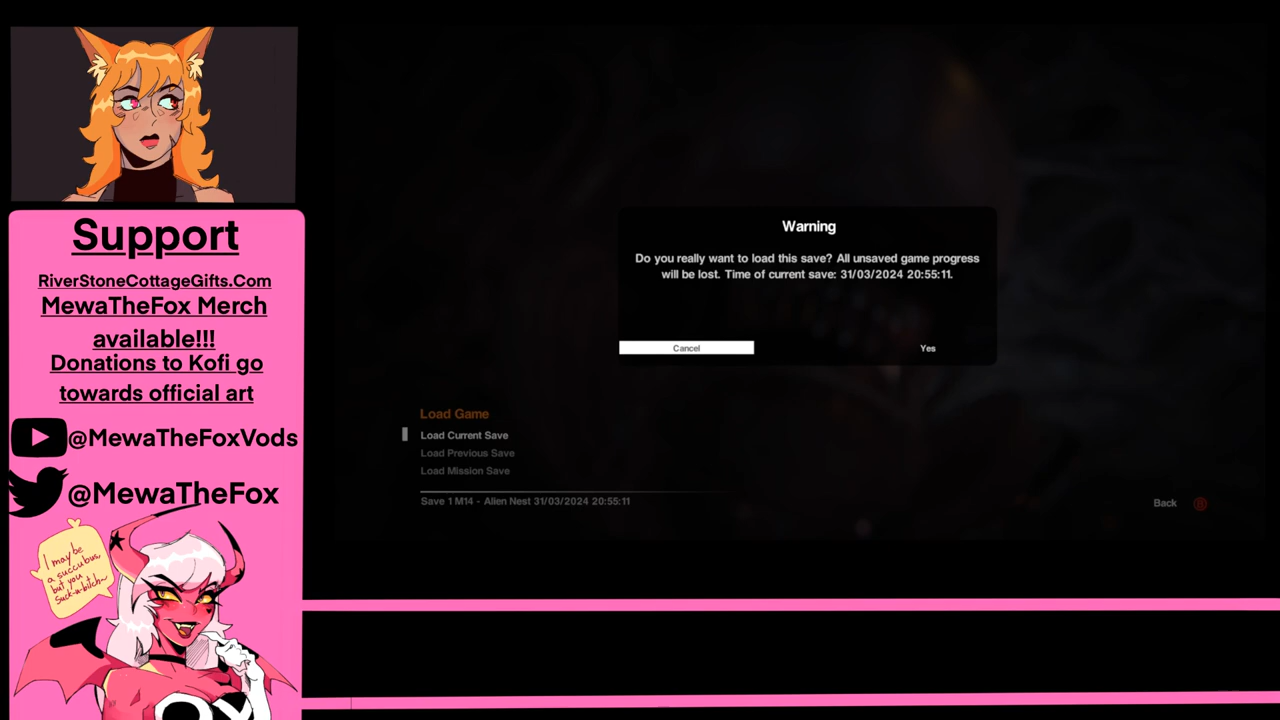 Support
RiverStoneCottageGifts.Com
MewaTheFox Merch
available!!!
Donations to Kofi go
towards official art
@MewaTheFoxVods
@MewaTheFox
I may be
a succubus,
but you
suck-a-bitch~
Warning
Do you really want to load this save? All unsaved game progress
will be lost. Time of current save: 31/03/2024 20:55:11.
Cancel
Yes
Load Game
Load Current Save
Load Previous Save
Load Mission Save
Save 1 M14 - Alien Nest 31/03/2024 20:55:11
Back B